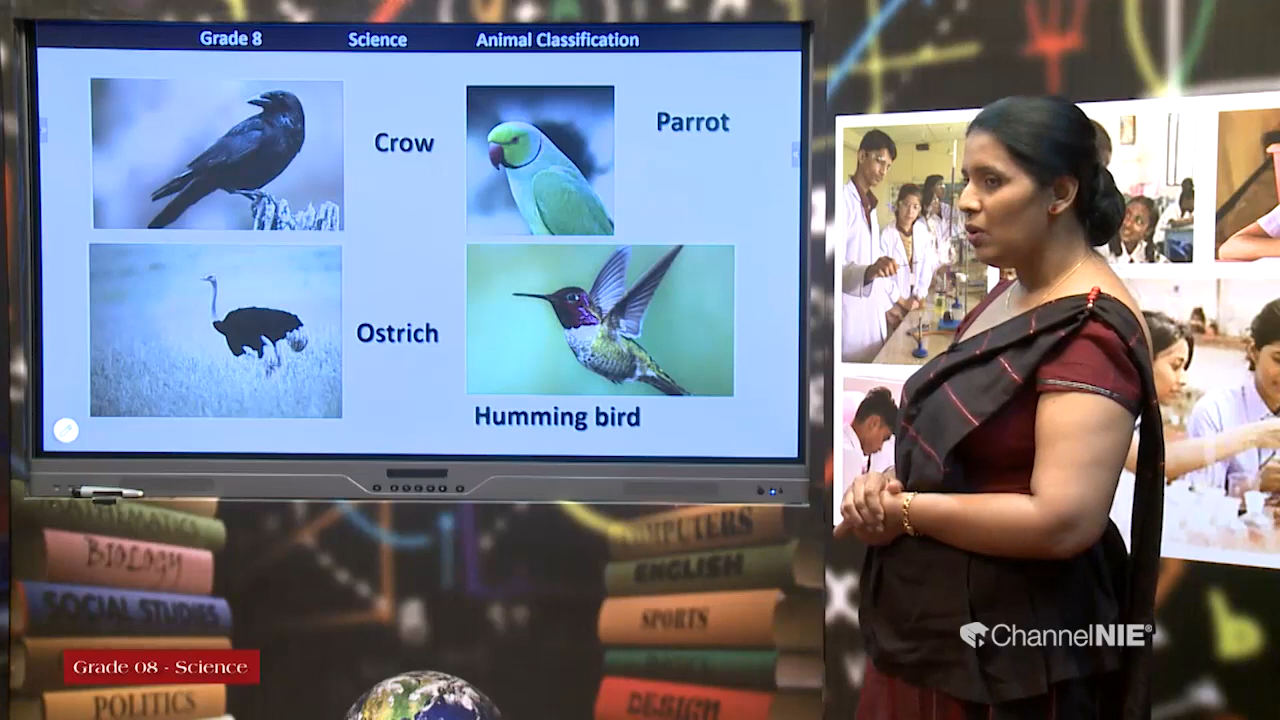 Grade 8 Science Animal Classification
Crow
Parrot
Ostrich
Humming bird
MATHEMATICS
BIOLOGY
SOCIAL STUDIES
POLITICS
COMPUTERS
ENGLISH
SPORTS
DESIGN
Grade 08 - Science
ChannelNIE®